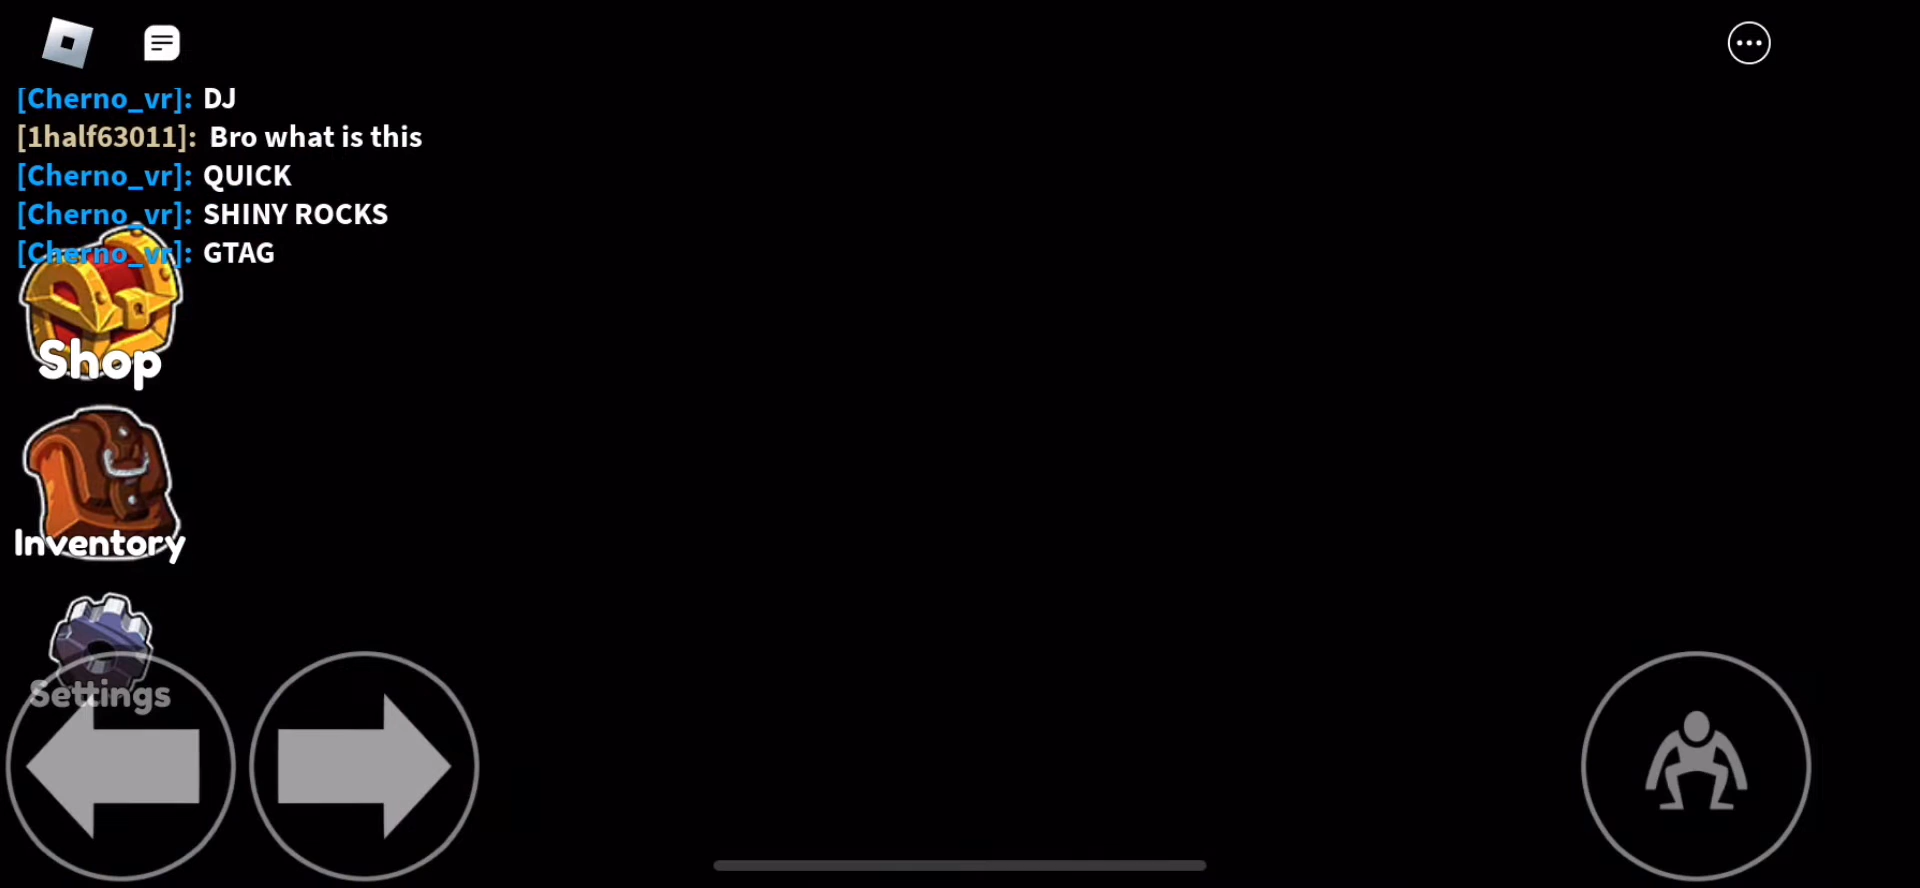 [Cherno_vr]: DJ
[1half63011]: Bro what is this
[Cherno_vr]: QUICK
[Cherno_vr]: SHINY ROCKS
[Cherno_vr]: GTAG
Shop
Inventory
Settings